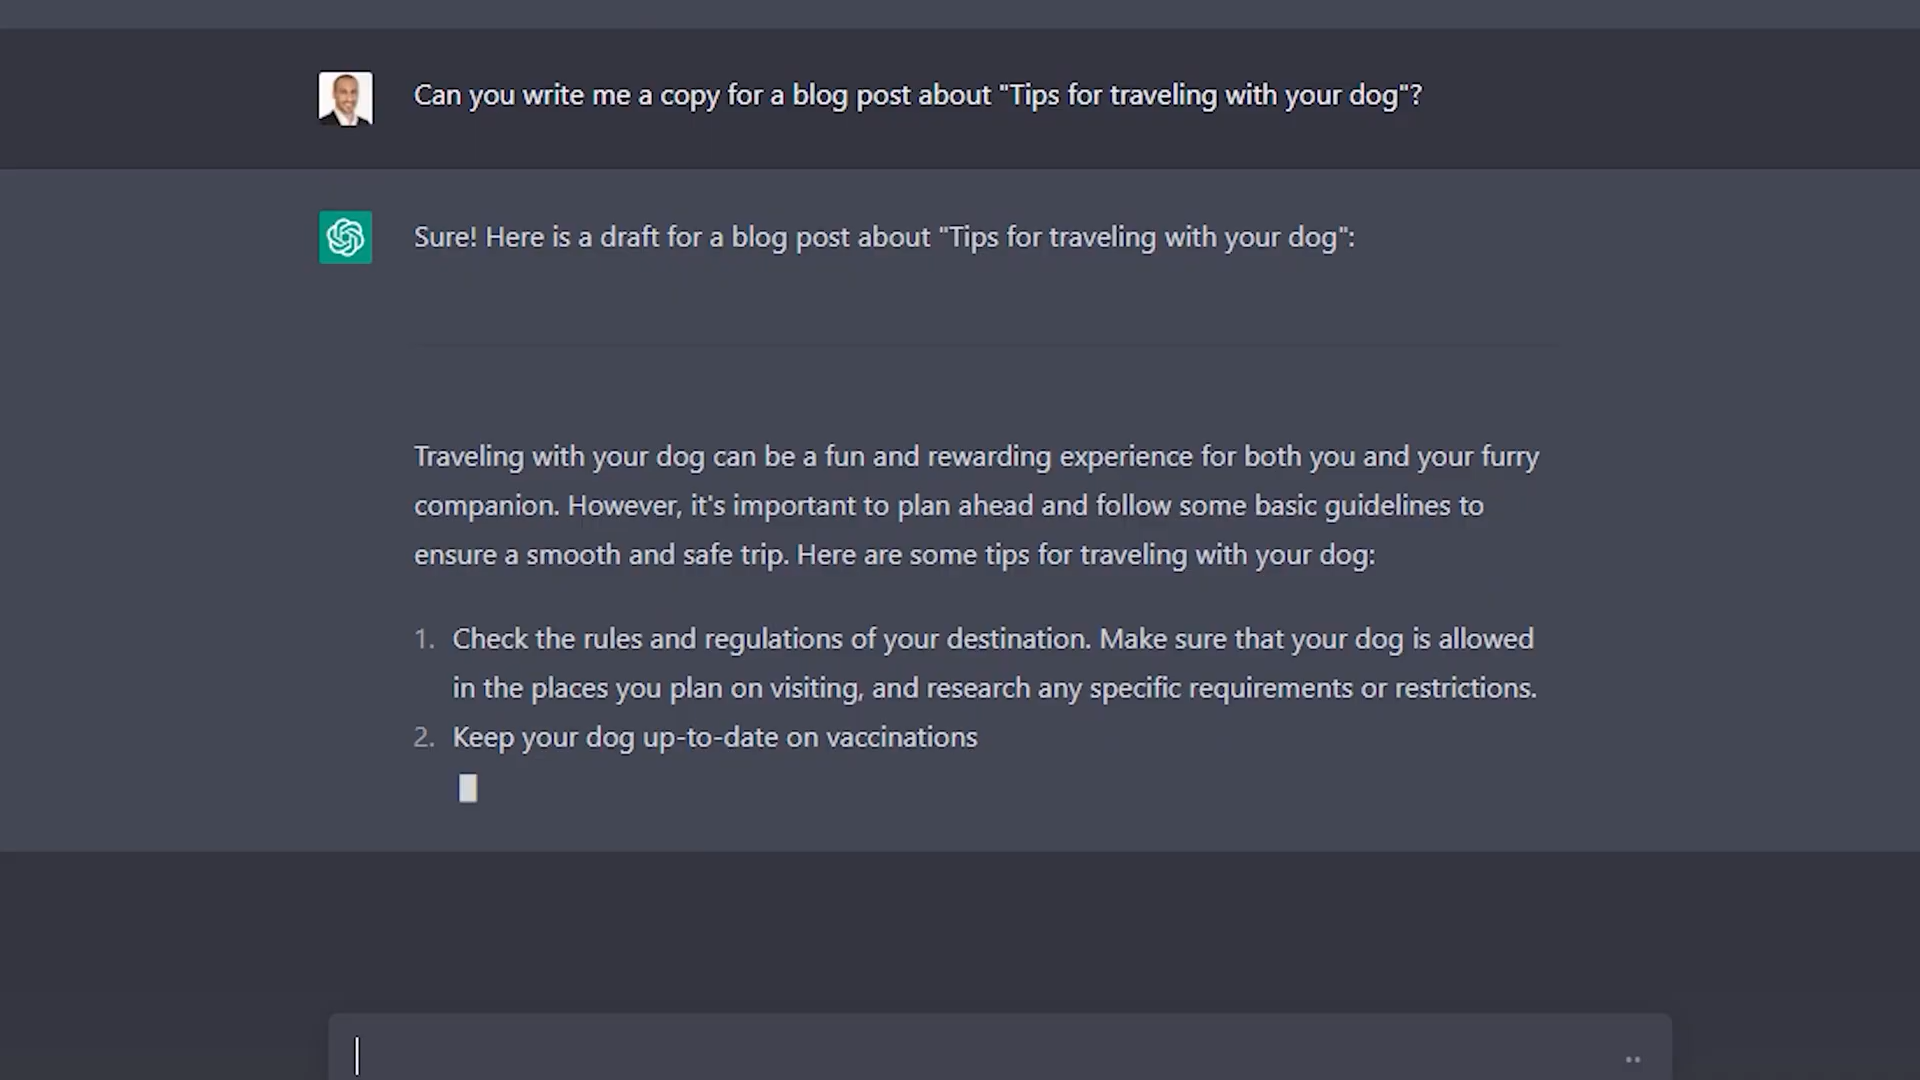 Can you write me a copy for a blog post about "Tips for traveling with your dog"?
Sure! Here is a draft for a blog post about "Tips for traveling with your dog":
Traveling with your dog can be a fun and rewarding experience for both you and your furry
companion. However, it's important to plan ahead and follow some basic guidelines to
ensure a smooth and safe trip. Here are some tips for traveling with your dog:
1. Check the rules and regulations of your destination. Make sure that your dog is allowed
in the places you plan on visiting, and research any specific requirements or restrictions.
2. Keep your dog up-to-date on vaccinations